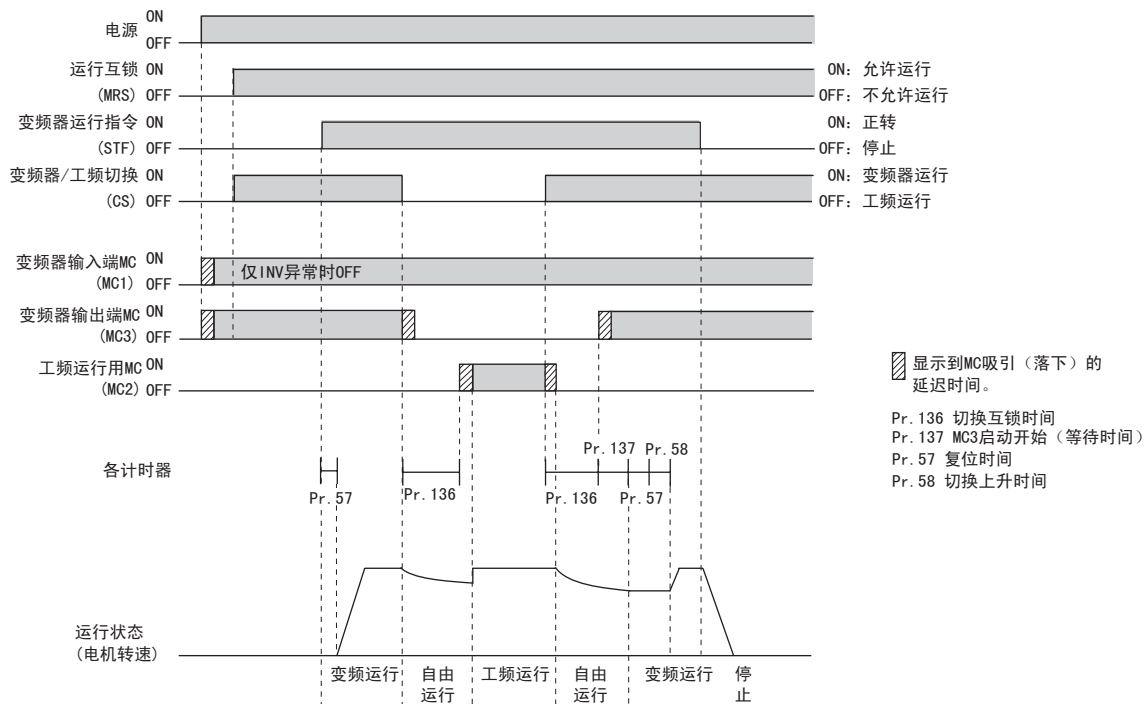 电源 ON
OFF
运行互锁 ON
(MRS) OFF
ON: 允许运行
OFF: 不允许运行
变频器运行指令 ON
(STF) OFF
ON: 正转
OFF: 停止
变频器/工频切换 ON
(CS) OFF
ON: 变频器运行
OFF: 工频运行
变频器输入端MC ON
(MC1) OFF
仅INV异常时OFF
变频器输出端MC ON
(MC3) OFF
工频运行用MC ON
(MC2) OFF
显示到MC吸引（落下）的
延迟时间。
Pr.136 切换互锁时间
Pr.137 MC3启动开始（等待时间）
Pr.57 复位时间
Pr.58 切换上升时间
各计时器
Pr.57
Pr.136
Pr.137 Pr.58
Pr.136 Pr.57
运行状态
(电机转速)
变频运行
自由
运行
工频运行
自由
运行
变频运行
停
止